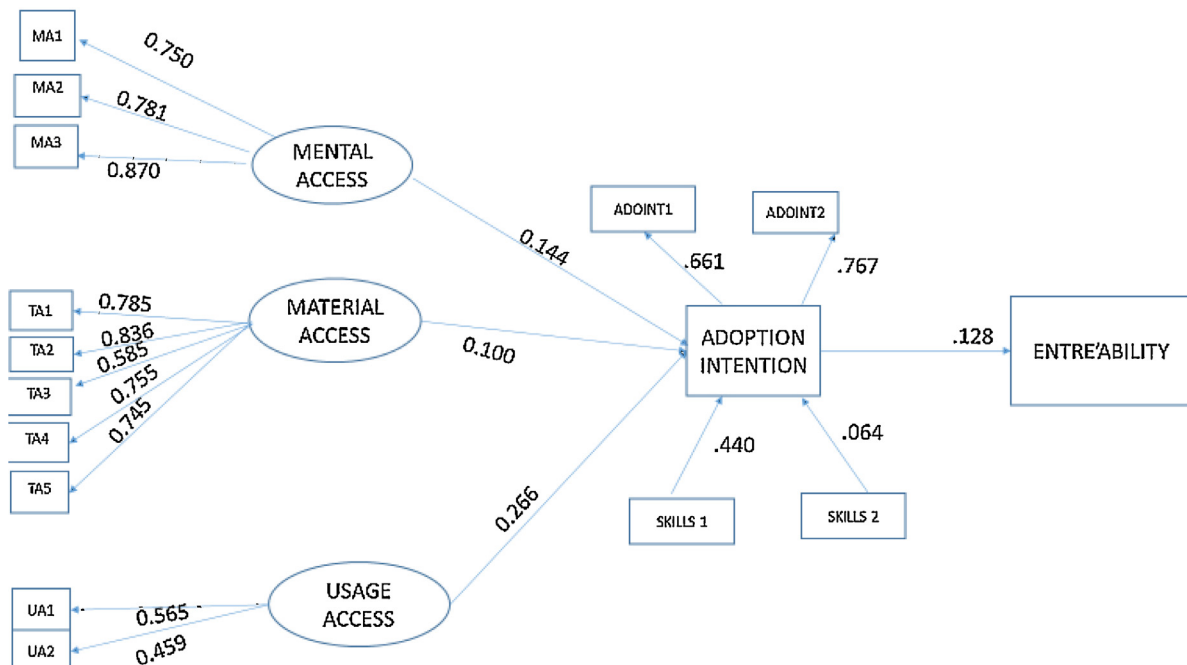 MA1
0.750
MA2
0.781
MA3
0.870
MENTAL
ACCESS
0.144
ADOINT1
ADOINT2
.661
.767
TA1
0.785
TA2
0.836
0.585
TA3
0.755
TA4
0.745
TA5
MATERIAL
ACCESS
0.100
ADOPTION
INTENTION
.128
ENTRE’ABILITY
.440
.064
SKILLS 1
SKILLS 2
0.266
USAGE
ACCESS
UA1
0.565
UA2
0.459